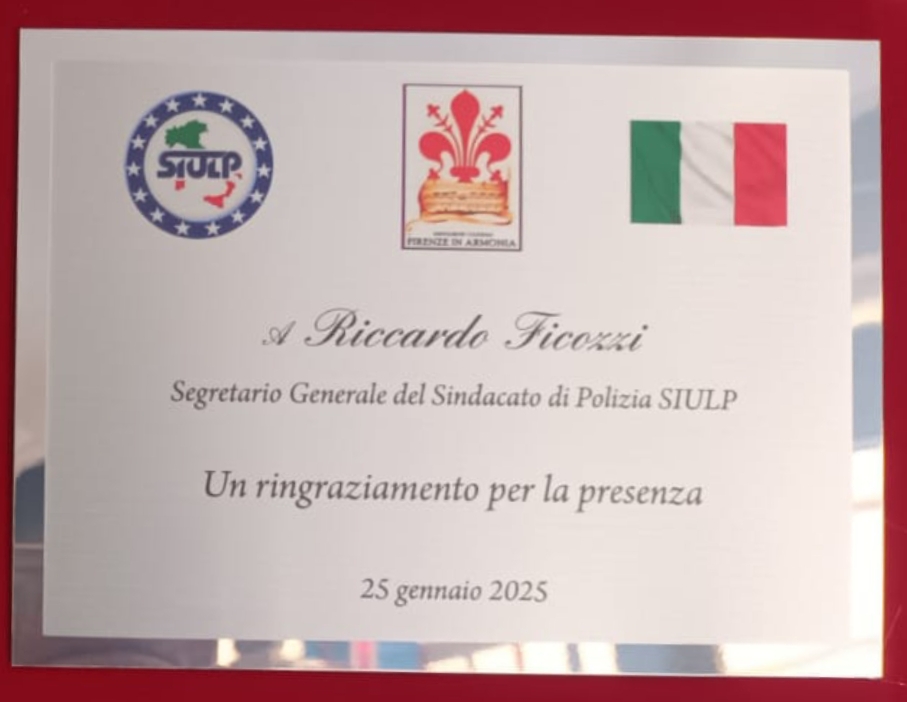 SIULP
FIRENZE IN ARMONIA
A Riccardo Ficozzi
Segretario Generale del Sindacato di Polizia SIULP
Un ringraziamento per la presenza
25 gennaio 2025